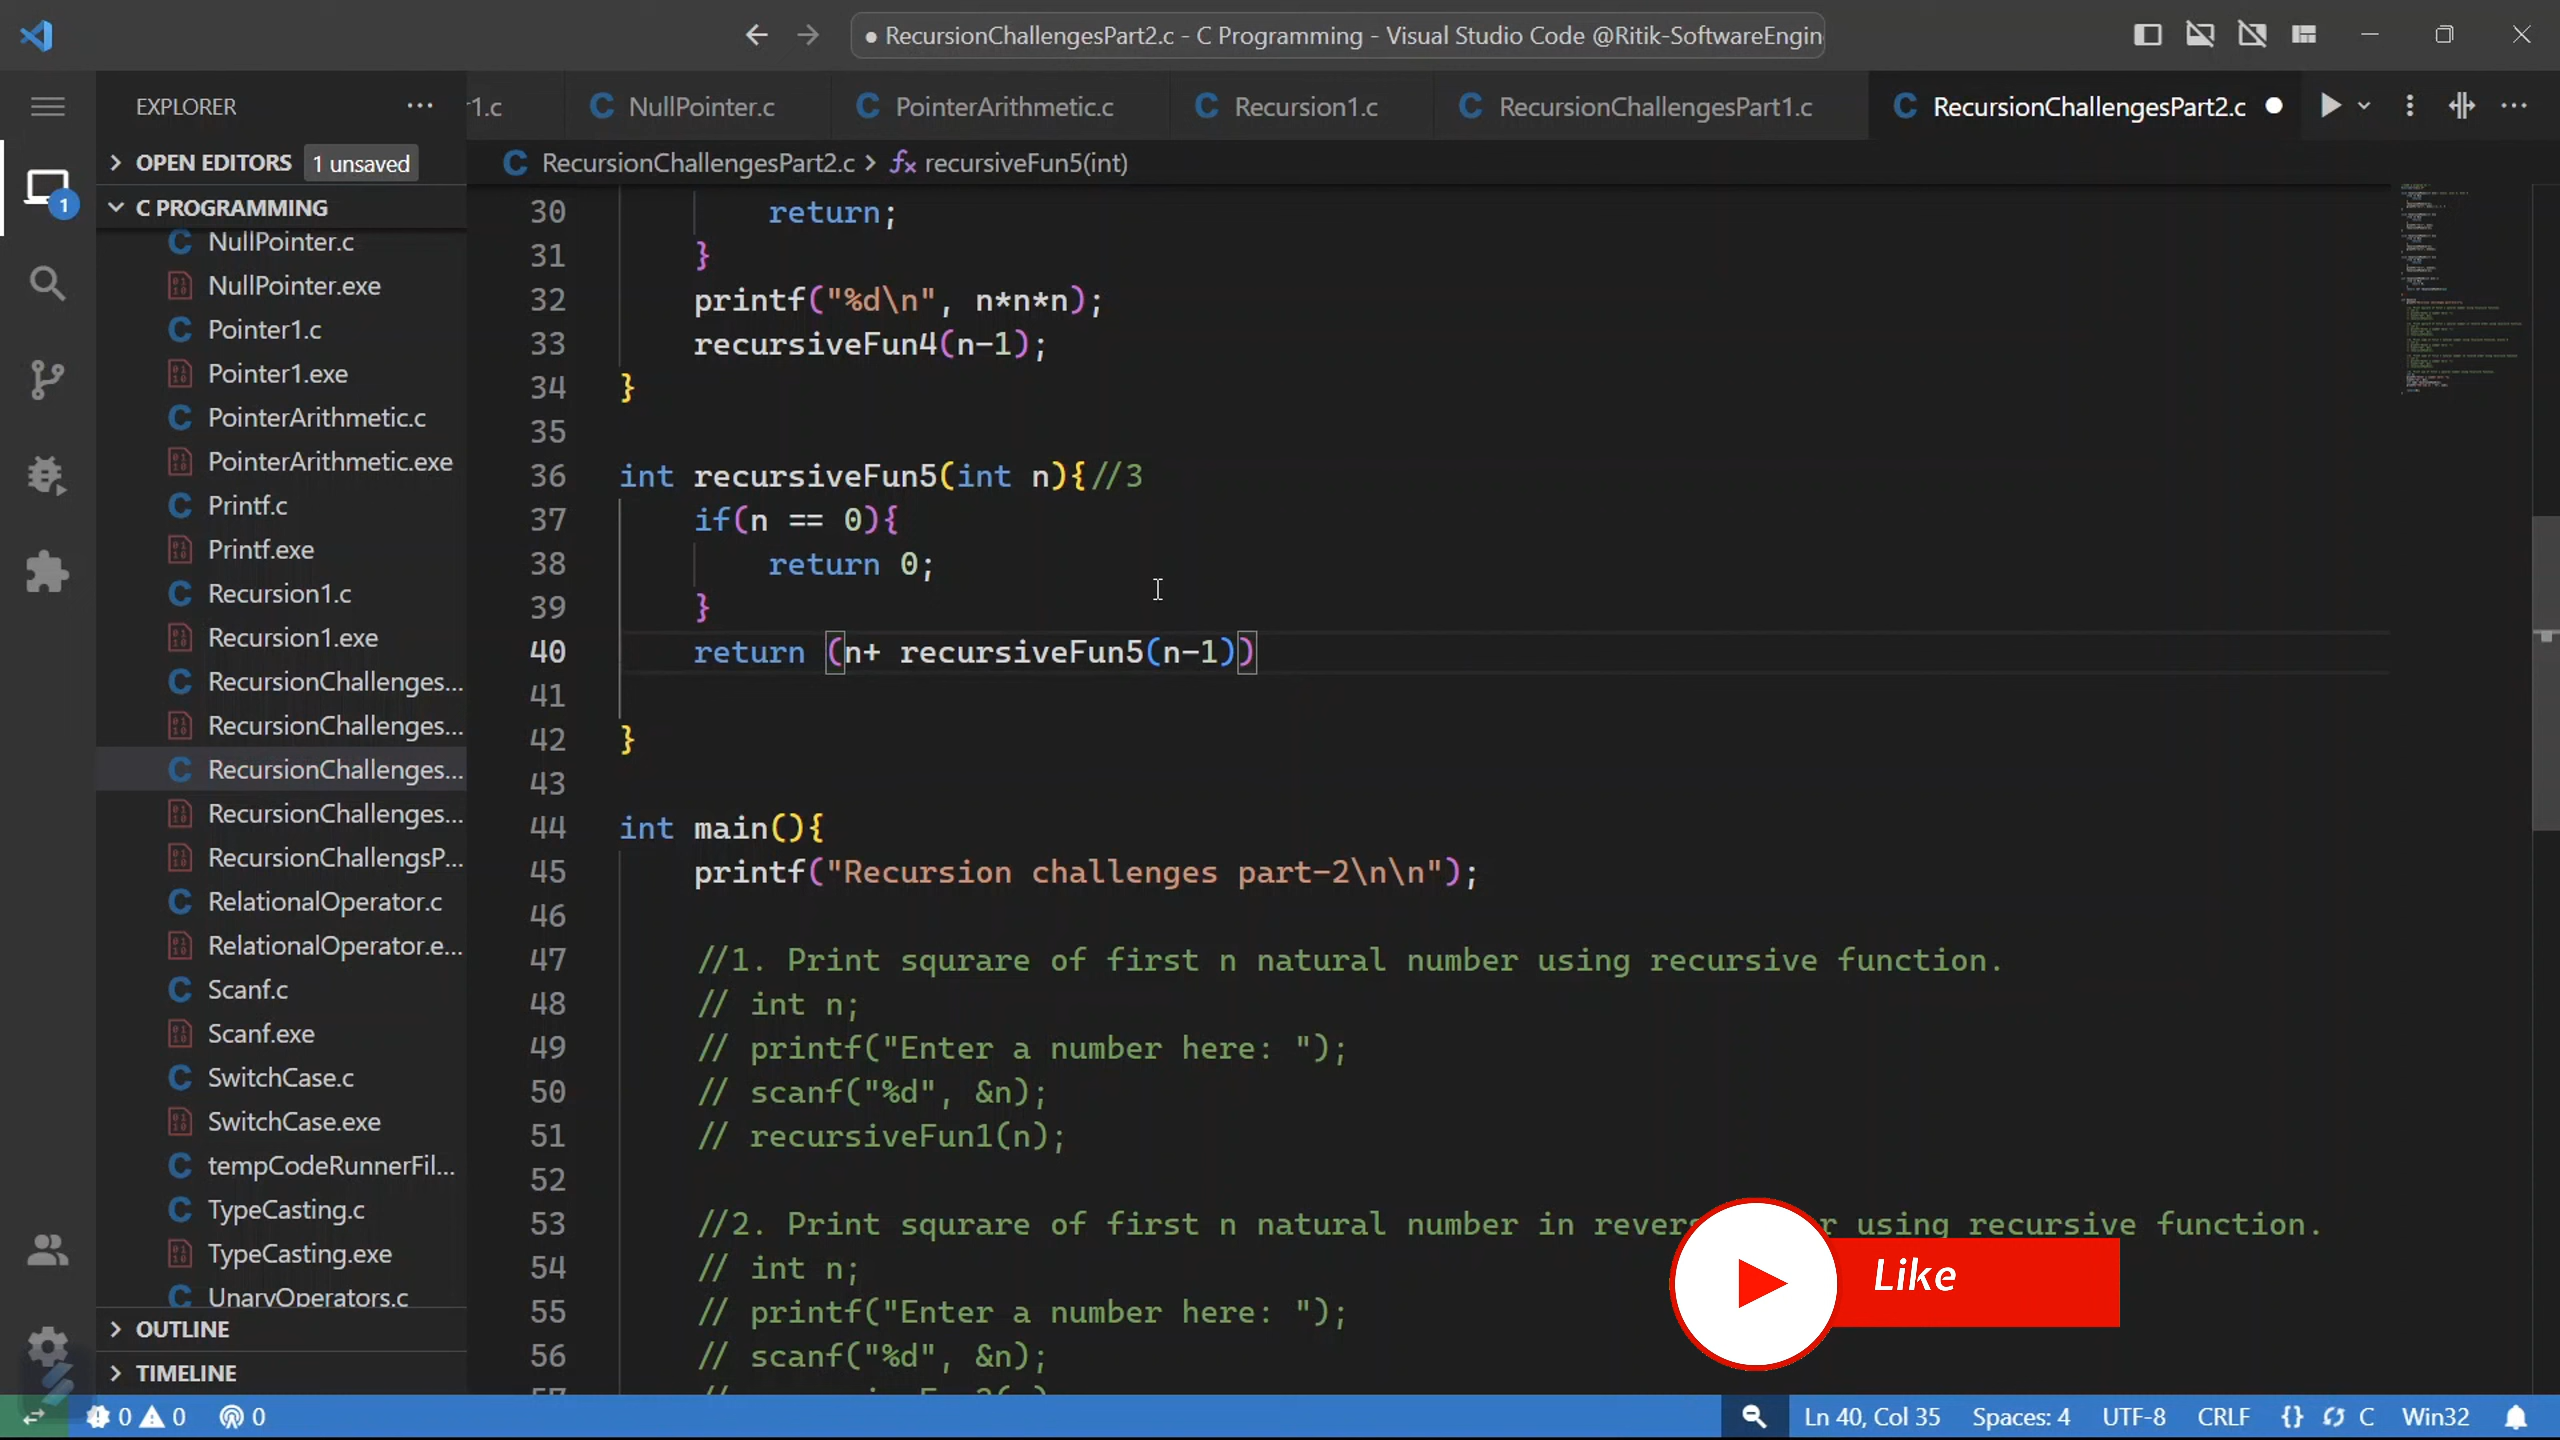 ● RecursionChallengesPart2.c - C Programming - Visual Studio Code @Ritik-SoftwareEngin
EXPLORER
r1.c
NullPointer.c
PointerArithmetic.c
Recursion1.c
RecursionChallengesPart1.c
RecursionChallengesPart2.c
OPEN EDITORS 1 unsaved
RecursionChallengesPart2.c > recursiveFun5(int)
1
C PROGRAMMING
NullPointer.c
NullPointer.exe
Pointer1.c
Pointer1.exe
PointerArithmetic.c
PointerArithmetic.exe
Printf.c
Printf.exe
Recursion1.c
Recursion1.exe
RecursionChallenges...
RecursionChallenges...
RecursionChallenges...
RecursionChallenges...
RecursionChallengsP...
RelationalOperator.c
RelationalOperator.e...
Scanf.c
Scanf.exe
SwitchCase.c
SwitchCase.exe
tempCodeRunnerFil...
TypeCasting.c
TypeCasting.exe
UnaryOperators.c
OUTLINE
TIMELINE
30 return;
31 }
32 printf("%d\n", n*n*n);
33 recursiveFun4(n-1);
34 }
35
36 int recursiveFun5(int n){//3
37 if(n == 0){
38 return 0;
39 }
40 return (n+ recursiveFun5(n-1))
41
42 }
43
44 int main(){
45 printf("Recursion challenges part-2\n\n");
46
47 //1. Print squrare of first n natural number using recursive function.
48 // int n;
49 // printf("Enter a number here: ");
50 // scanf("%d", &n);
51 // recursiveFun1(n);
52
53 //2. Print squrare of first n natural number in revers r using recursive function.
54 // int n;
55 // printf("Enter a number here: ");
56 // scanf("%d", &n);
Like
0 0 0
Ln 40, Col 35 Spaces: 4 UTF-8 CRLF {} C Win32